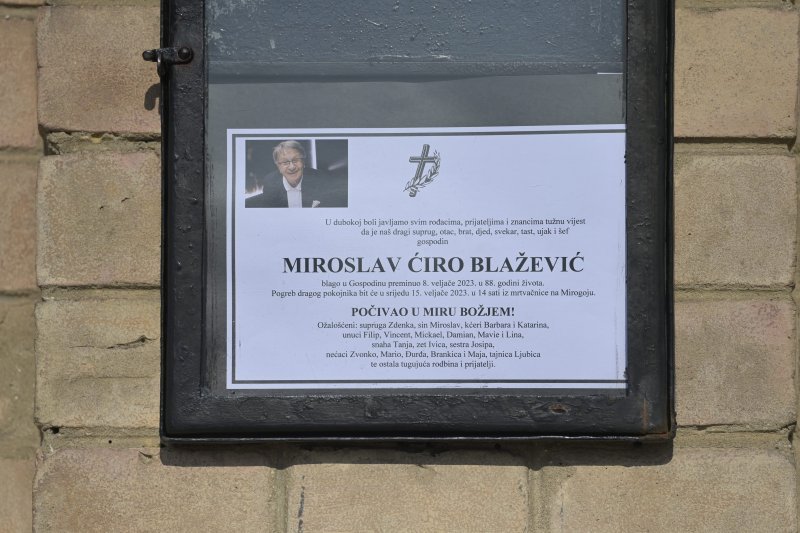 U dubokoj boli javljamo svim rođacima, prijateljima i znancima tužnu vijest
da je naš dragi suprug, otac, brat, djed, svekar, tast, ujak i šef
gospodin
MIROSLAV ĆIRO BLAŽEVIĆ
blago u Gospodinu preminuo 8. veljače 2023. u 88. godini života.
Pogreb dragog pokojnika bit će u srijedu 15. veljače 2023. u 14 sati iz mrtvačnice na Mirogoju.
POČIVAO U MIRU BOŽJEM!
Ožalošćeni: supruga Zdenka, sin Miroslav, kćeri Barbara i Katarina,
unuci Filip, Vincent, Mickael, Damian, Mavie i Lina,
snaha Tanja, zet Ivica, sestra Josipa,
nećaci Zvonko, Mario, Đurđa, Brankica i Maja, tajnica Ljubica
te ostala tugujuća rodbina i prijatelji.